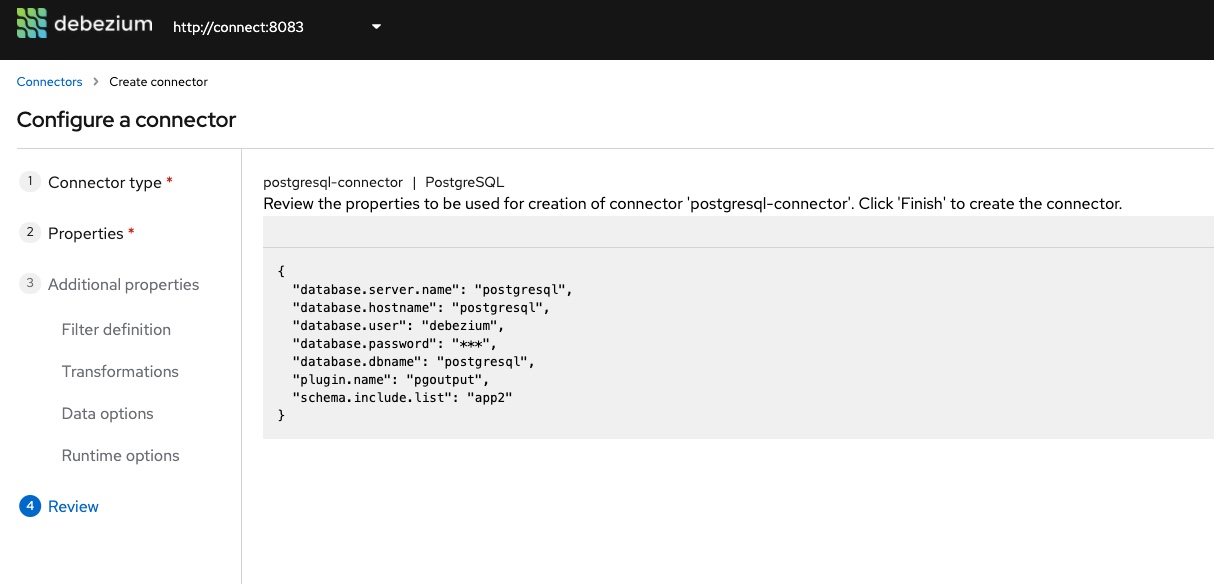 debezium http://connect:8083
Connectors > Create connector
Configure a connector
1 Connector type *
2 Properties *
3 Additional properties
Filter definition
Transformations
Data options
Runtime options
4 Review
postgresql-connector | PostgreSQL
Review the properties to be used for creation of connector 'postgresql-connector'. Click 'Finish' to create the connector.
{
"database.server.name": "postgresql",
"database.hostname": "postgresql",
"database.user": "debezium",
"database.password": "***",
"database.dbname": "postgresql",
"plugin.name": "pgoutput",
"schema.include.list": "app2"
}